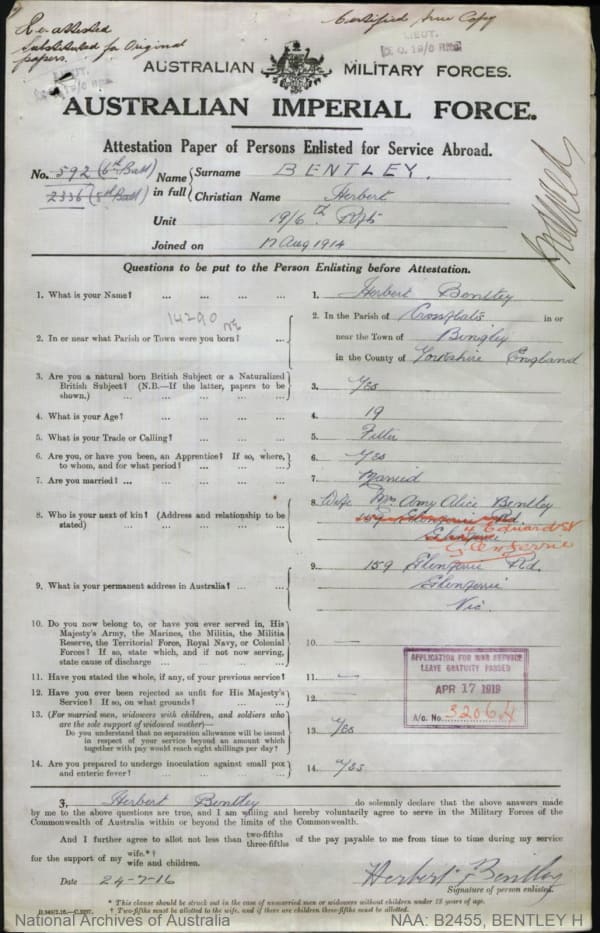 Re attested
Substituted for Original
papers.
Certified True Copy
LIEUT.
AUSTRALIAN MILITARY FORCES.
AUSTRALIAN IMPERIAL FORCE.
Attestation Paper of Persons Enlisted for Service Abroad.
No. 592 (6th Batt)
2336 (8th Batt)
Name in full
Surname BENTLEY.
Christian Name Herbert
Unit 19/6th Rfts
Joined on 17 Aug 1914
Questions to be put to the Person Enlisting before Attestation.
1. What is your Name? ... ... ... ...
1. Herbert Bentley
14290
2. In or near what Parish or Town were you born? ...
2. In the Parish of Crossflats in or
near the Town of Bingley
in the County of Yorkshire England
3. Are you a natural born British Subject or a Naturalized
British Subject? (N.B.—If the latter, papers to be
shown.) ... ... ... ...
3. Yes
4. What is your Age? ... ... ... ...
4. 19
5. What is your Trade or Calling? ... ... ...
5. Fitter
6. Are you, or have you been, an Apprentice? If so, where,
to whom, and for what period? ... ... ...
6. Yes
7. Are you married? ... ... ... ...
7. Married
8. Who is your next of kin? (Address and relationship to be
stated) ... ... ... ...
8. Wife Mrs Amy Alice Bentley
159 Glenferrie Rd.
Glenferrie
4 Edward St
Glenferrie
9. What is your permanent address in Australia? ... ...
9. 159 Glenferrie Rd.
Glenferrie
Vic.
10. Do you now belong to, or have you ever served in, His
Majesty's Army, the Marines, the Militia, the Militia
Reserve, the Territorial Force, Royal Navy, or Colonial
Forces? If so, state which, and if not now serving,
state cause of discharge ... ... ...
10. —
11. Have you stated the whole, if any, of your previous service?
11. —
12. Have you ever been rejected as unfit for His Majesty's
Service? If so, on what grounds? ... ...
12. —
APPLICATION FOR WAR SERVICE
LEAVE GRATUITY PASSED
APR 17 1919
A/c. No. 32064
13. (For married men, widowers with children, and soldiers who
are the sole support of widowed mother)—
Do you understand that no separation allowance will be issued
in respect of your service beyond an amount which
together with pay would reach eight shillings per day?
13. Yes
14. Are you prepared to undergo inoculation against small pox
and enteric fever? ... ... ... ...
14. Yes
I, Herbert Bentley do solemnly declare that the above answers made
by me to the above questions are true, and I am willing and hereby voluntarily agree to serve in the Military Forces of the
Commonwealth of Australia within or beyond the limits of the Commonwealth.
And I further agree to allot not less than two-fifths three-fifths of the pay payable to me from time to time during my service
for the support of my wife.*† wife and children.
Date 24-7-16
Herbert Bentley
Signature of person enlisted.
* This clause should be struck out in the case of unmarried men or widowers without children under 18 years of age.
† Two-fifths must be allotted to the wife, and if there are children three-fifths must be allotted.
National Archives of Australia
NAA: B2455, BENTLEY H